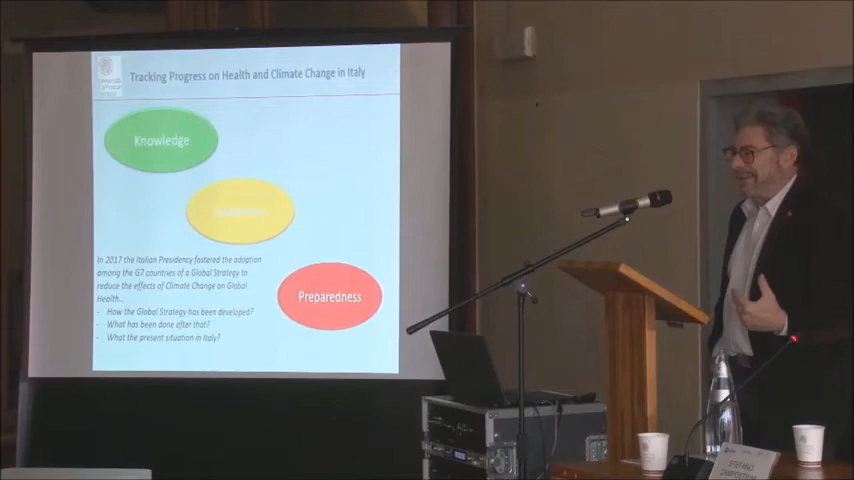 Tracking Progress on Health and Climate Change in Italy
Knowledge
In 2017 the Italian Presidency fostered the adoption
among the G7 countries of a Global Strategy to
reduce the effects of Climate Change on Global
Health...
Preparedness
- How the Global Strategy has been developed?
- What has been done after that?
- What the present situation in Italy?
STEFANO